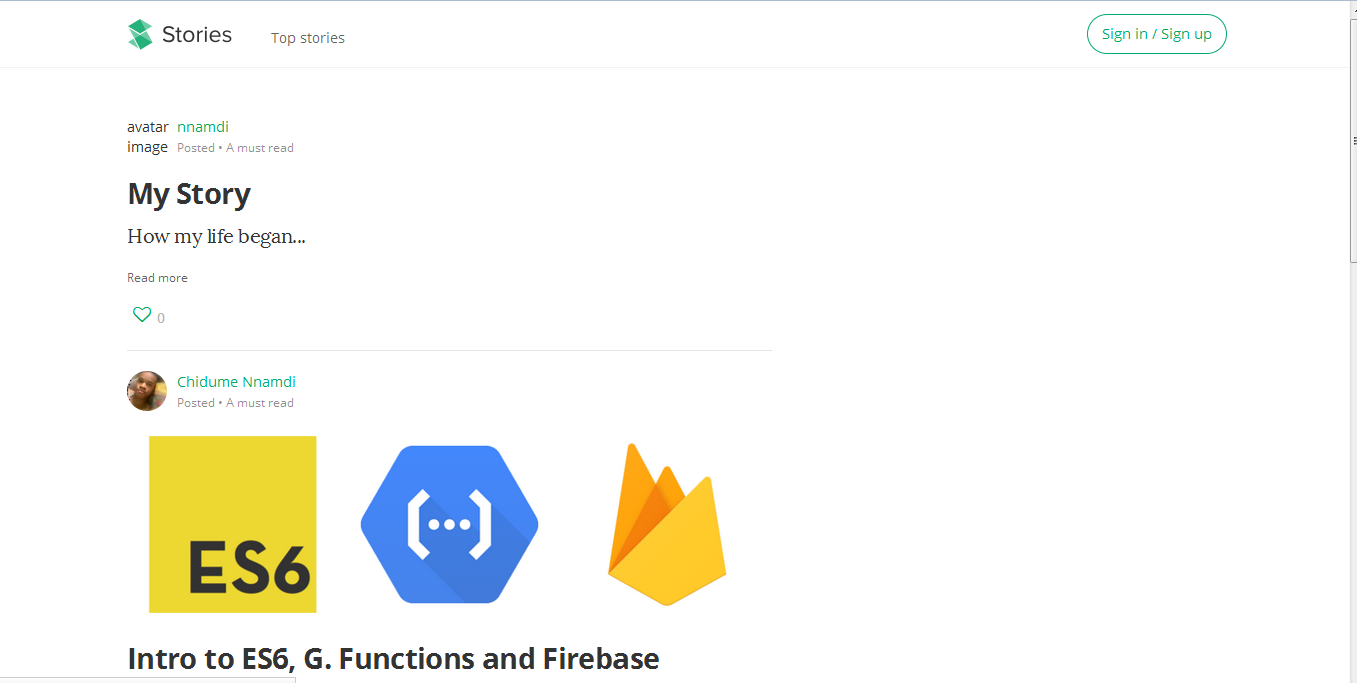 Stories
Top stories
Sign in / Sign up
avatar image
nnamdi
Posted • A must read
My Story
How my life began...
Read more
0
Chidume Nnamdi
Posted • A must read
ES6
Intro to ES6, G. Functions and Firebase